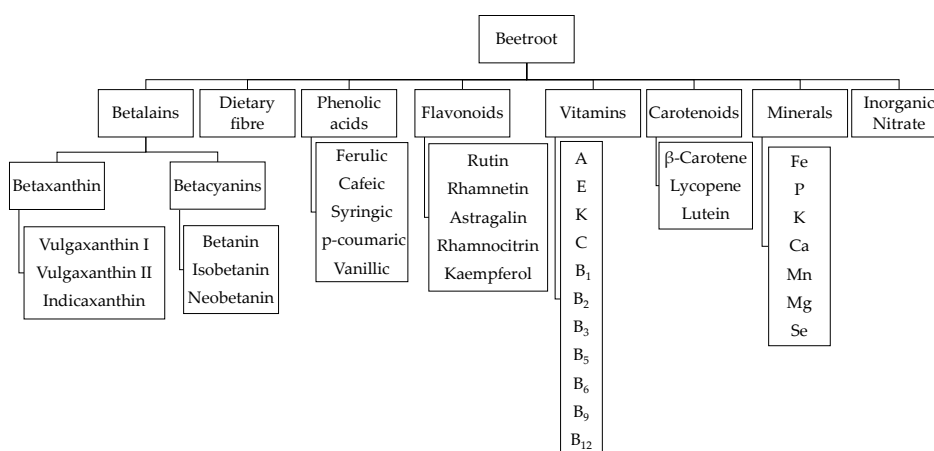 Beetroot
Betalains
Dietary
fibre
Phenolic
acids
Flavonoids
Vitamins
Carotenoids
Minerals
Inorganic
Nitrate
Betaxanthin
Betacyanins
Vulgaxanthin I
Vulgaxanthin II
Indicaxanthin
Betanin
Isobetanin
Neobetanin
Ferulic
Cafeic
Syringic
p-coumaric
Vanillic
Rutin
Rhamnetin
Astragalin
Rhamnocitrin
Kaempferol
A
E
K
C
B₁
B₂
B₃
B₅
B₆
B₉
B₁₂
β-Carotene
Lycopene
Lutein
Fe
P
K
Ca
Mn
Mg
Se